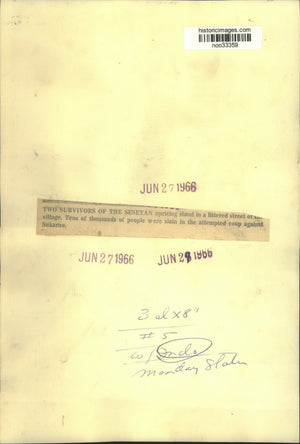 historicimages.com
noo33359
JUN 27 1966
TWO SURVIVORS OF THE SINETAN uprising stand in a littered street of
village. Tens of thousands of people were slain in the attempted coup against
Sukarno.
JUN 27 1966
JUN 2 1966
3 col x 8"
# 5
w/ Indo
Monday State